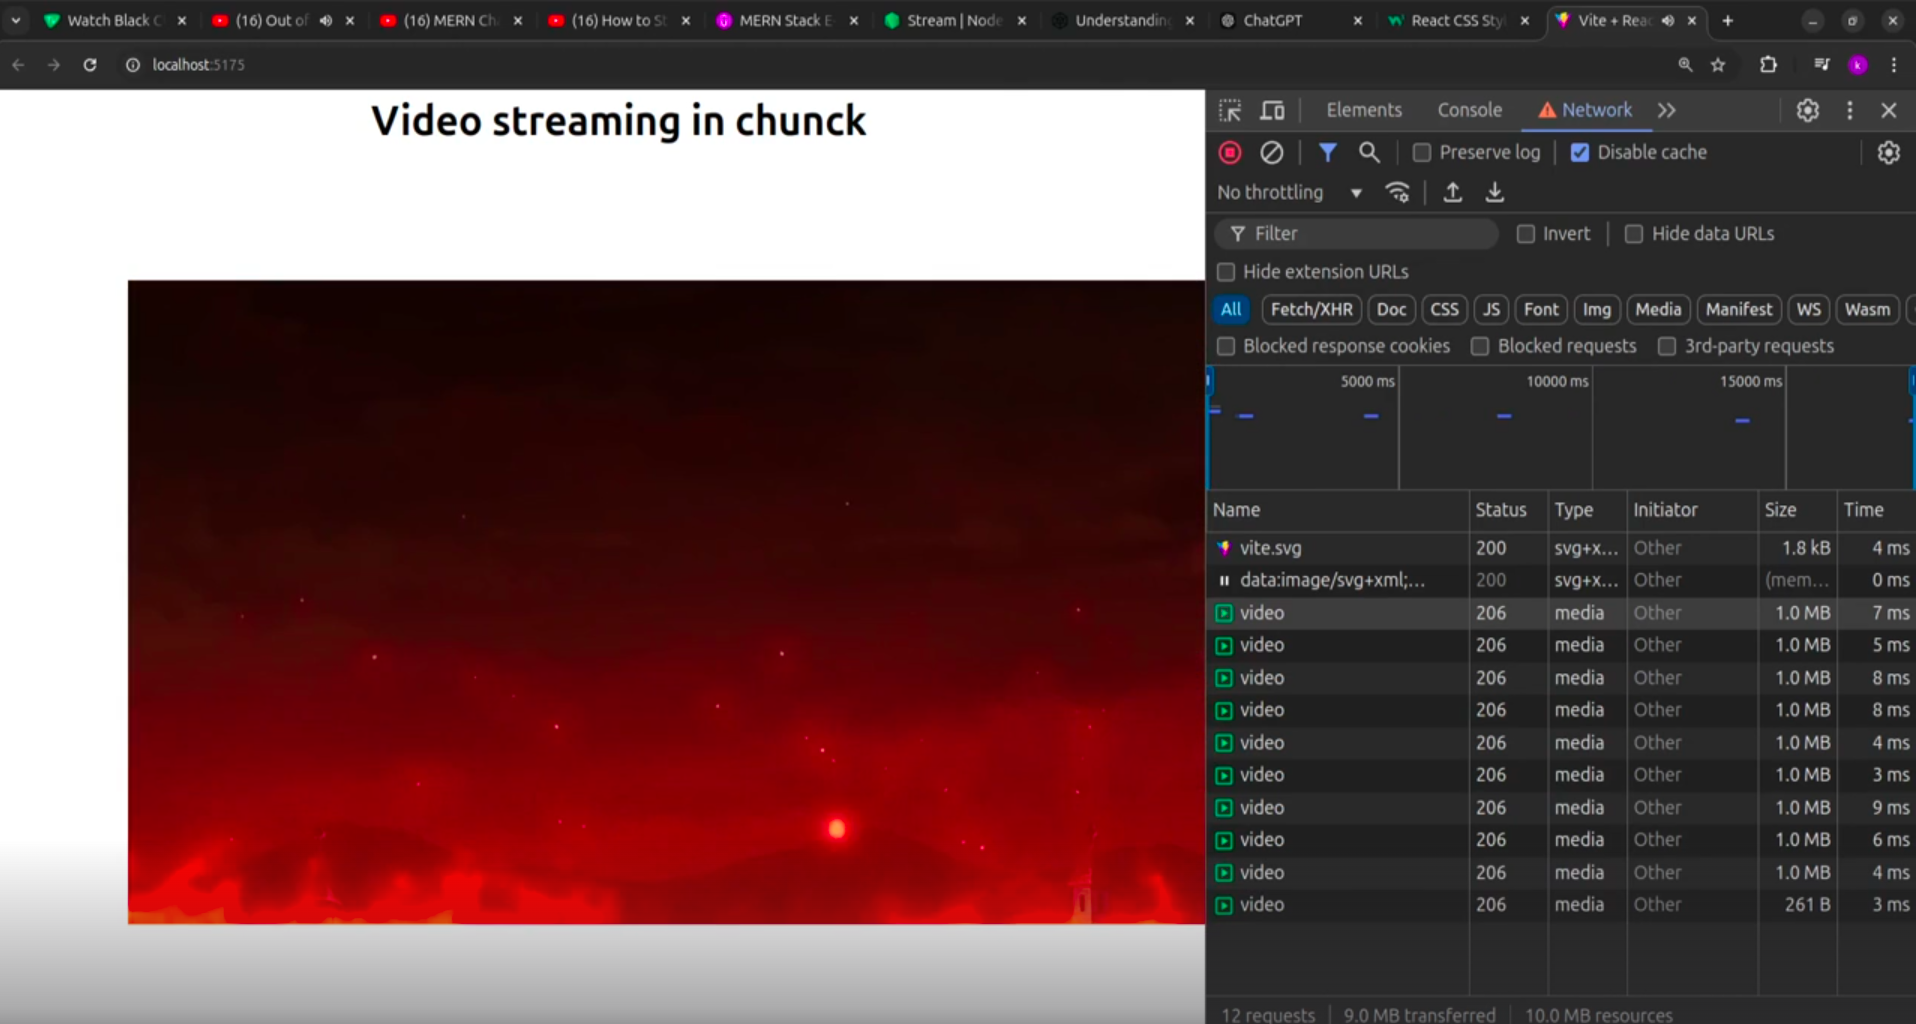 Watch Black C
(16) Out of
(16) MERN Ch
(16) How to St
MERN Stack E
Stream | Node
Understanding
ChatGPT
React CSS Sty
Vite + Reac
localhost:5175
k
Video streaming in chunck
Elements Console Network
Preserve log Disable cache
No throttling
Filter Invert Hide data URLs
Hide extension URLs
All Fetch/XHR Doc CSS JS Font Img Media Manifest WS Wasm
Blocked response cookies Blocked requests 3rd-party requests
5000 ms 10000 ms 15000 ms
Name Status Type Initiator Size Time
vite.svg 200 svg+x... Other 1.8 kB 4 ms
data:image/svg+xml;... 200 svg+x... Other (mem... 0 ms
video 206 media Other 1.0 MB 7 ms
video 206 media Other 1.0 MB 5 ms
video 206 media Other 1.0 MB 8 ms
video 206 media Other 1.0 MB 8 ms
video 206 media Other 1.0 MB 4 ms
video 206 media Other 1.0 MB 3 ms
video 206 media Other 1.0 MB 9 ms
video 206 media Other 1.0 MB 6 ms
video 206 media Other 1.0 MB 4 ms
video 206 media Other 261 B 3 ms
12 requests 9.0 MB transferred 10.0 MB resources